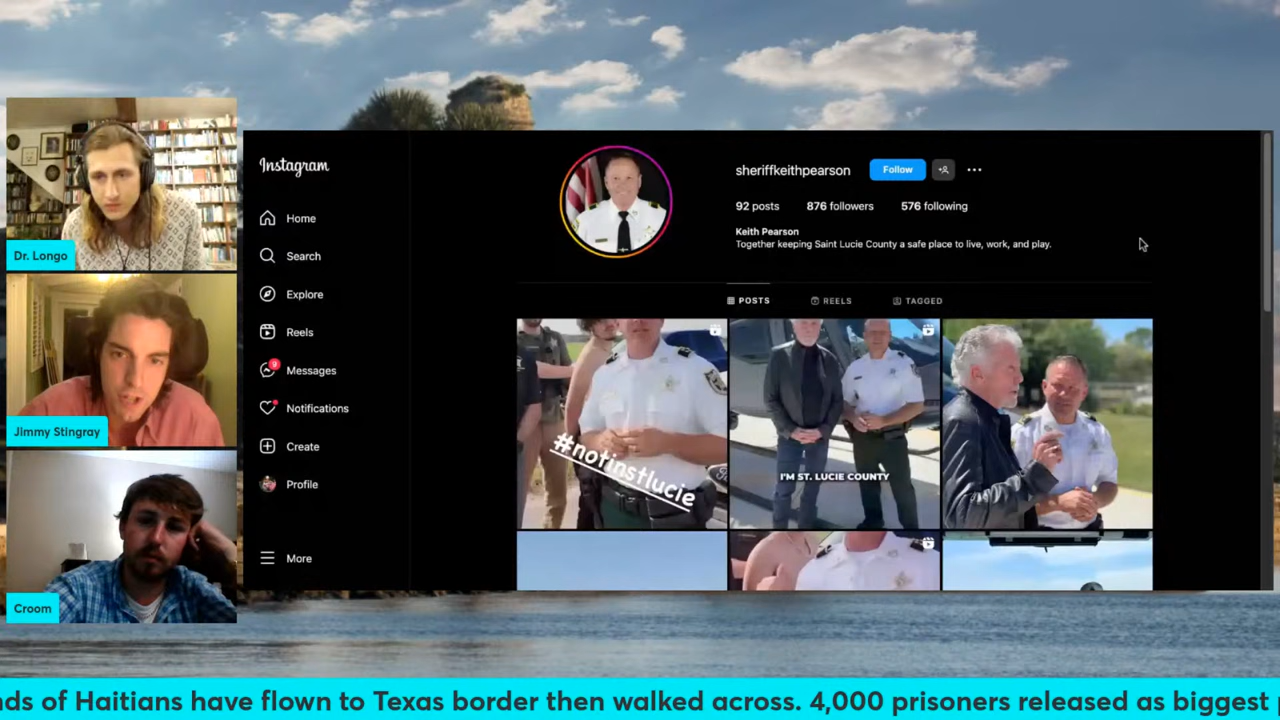 Dr. Longo
Jimmy Stingray
Croom
Instagram
Home
Search
Explore
Reels
9
Messages
Notifications
Create
Profile
More
sheriffkeithpearson
Follow
92 posts 876 followers 576 following
Keith Pearson
Together keeping Saint Lucie County a safe place to live, work, and play.
POSTS REELS TAGGED
#notinstlucie
I'M ST. LUCIE COUNTY
nds of Haitians have flown to Texas border then walked across. 4,000 prisoners released as biggest